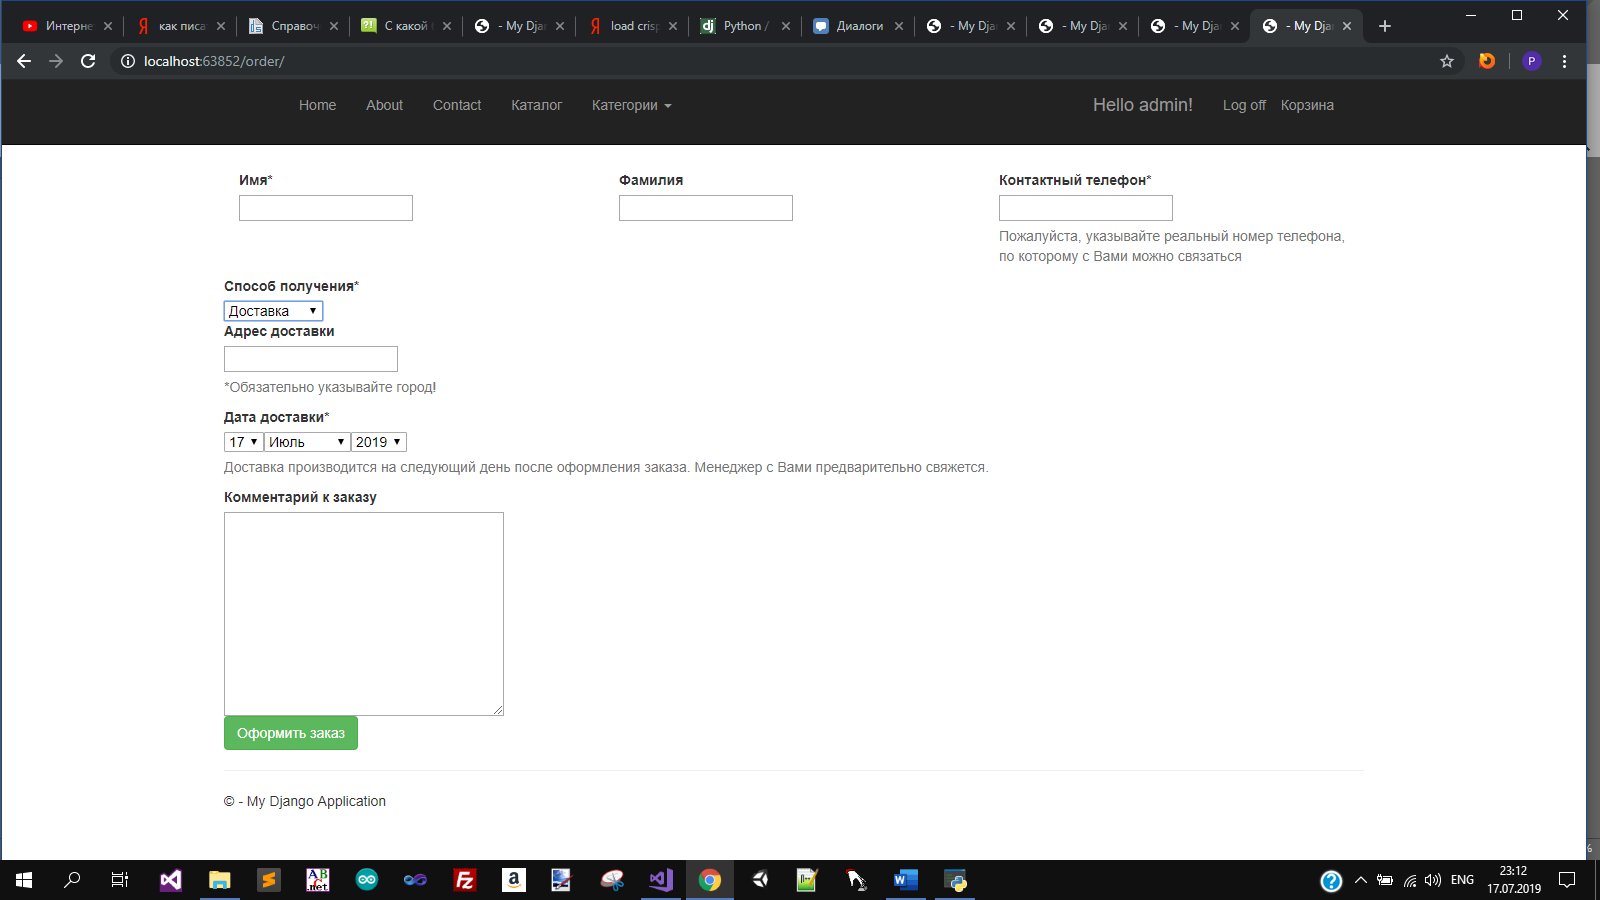 Интерне
как писа
Справоч
С какой
- My Dja
load crisp
Python /
Диалоги
- My Dja
- My Dja
- My Dja
- My Dja
localhost:63852/order/
P
Home About Contact Каталог Категории Hello admin! Log off Корзина
Имя* Фамилия Контактный телефон*
Пожалуйста, указывайте реальный номер телефона,
по которому с Вами можно связаться
Способ получения*
Доставка
Адрес доставки
*Обязательно указывайте город!
Дата доставки*
17 Июль 2019
Доставка производится на следующий день после оформления заказа. Менеджер с Вами предварительно свяжется.
Комментарий к заказу
Оформить заказ
© - My Django Application
ENG
23:12
17.07.2019